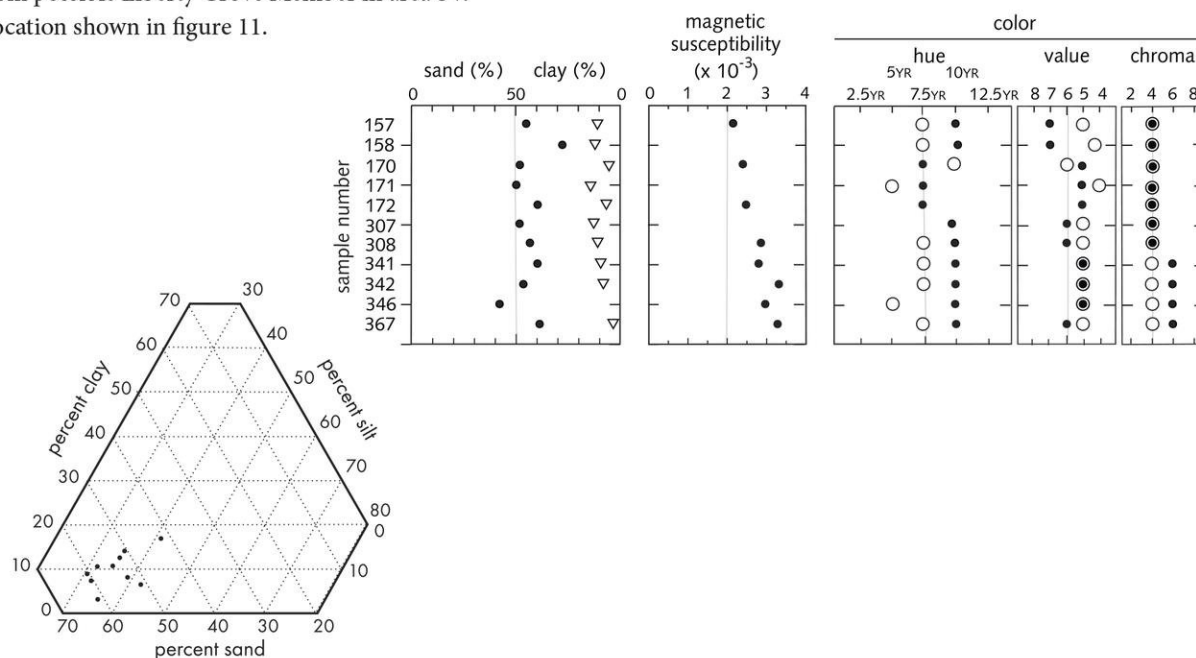 ocation shown in figure 11.
magnetic
susceptibility
(x 10-3)
color
sand (%) clay (%)
hue value chroma
5YR 10YR
2.5YR 7.5YR 12.5YR
0 50 0
0 1 2 3 4
8 7 6 5 4
2 4 6 8
sample number
157
158
170
171
172
307
308
341
342
346
367
70 30
60 40
50 50
40 60
30 70
20 80
0
10 10
0
70 60 50 40 30 20
percent clay
percent silt
percent sand